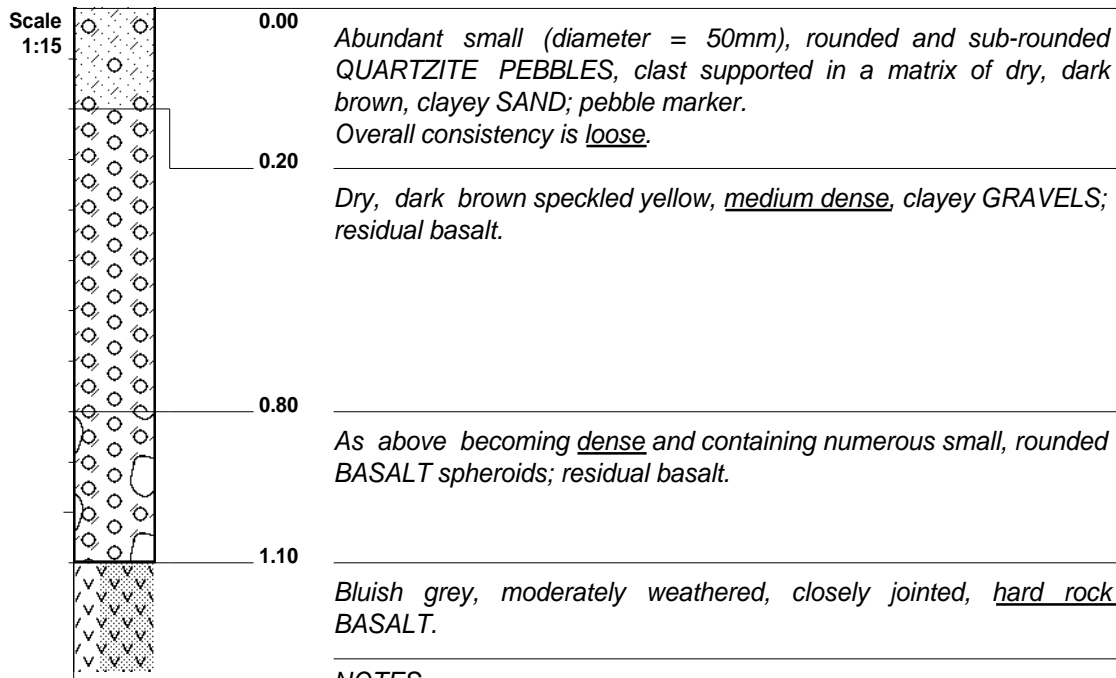 Scale
1:15
0.00
Abundant small (diameter = 50mm), rounded and sub-rounded
QUARTZITE PEBBLES, clast supported in a matrix of dry, dark
brown, clayey SAND; pebble marker.
Overall consistency is loose.
0.20
Dry, dark brown speckled yellow, medium dense, clayey GRAVELS;
residual basalt.
0.80
As above becoming dense and containing numerous small, rounded
BASALT spheroids; residual basalt.
1.10
Bluish grey, moderately weathered, closely jointed, hard rock
BASALT.
NOTES